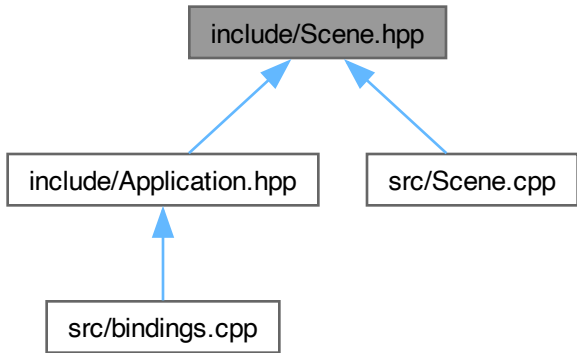 include/Scene.hpp
include/Application.hpp
src/Scene.cpp
src/bindings.cpp